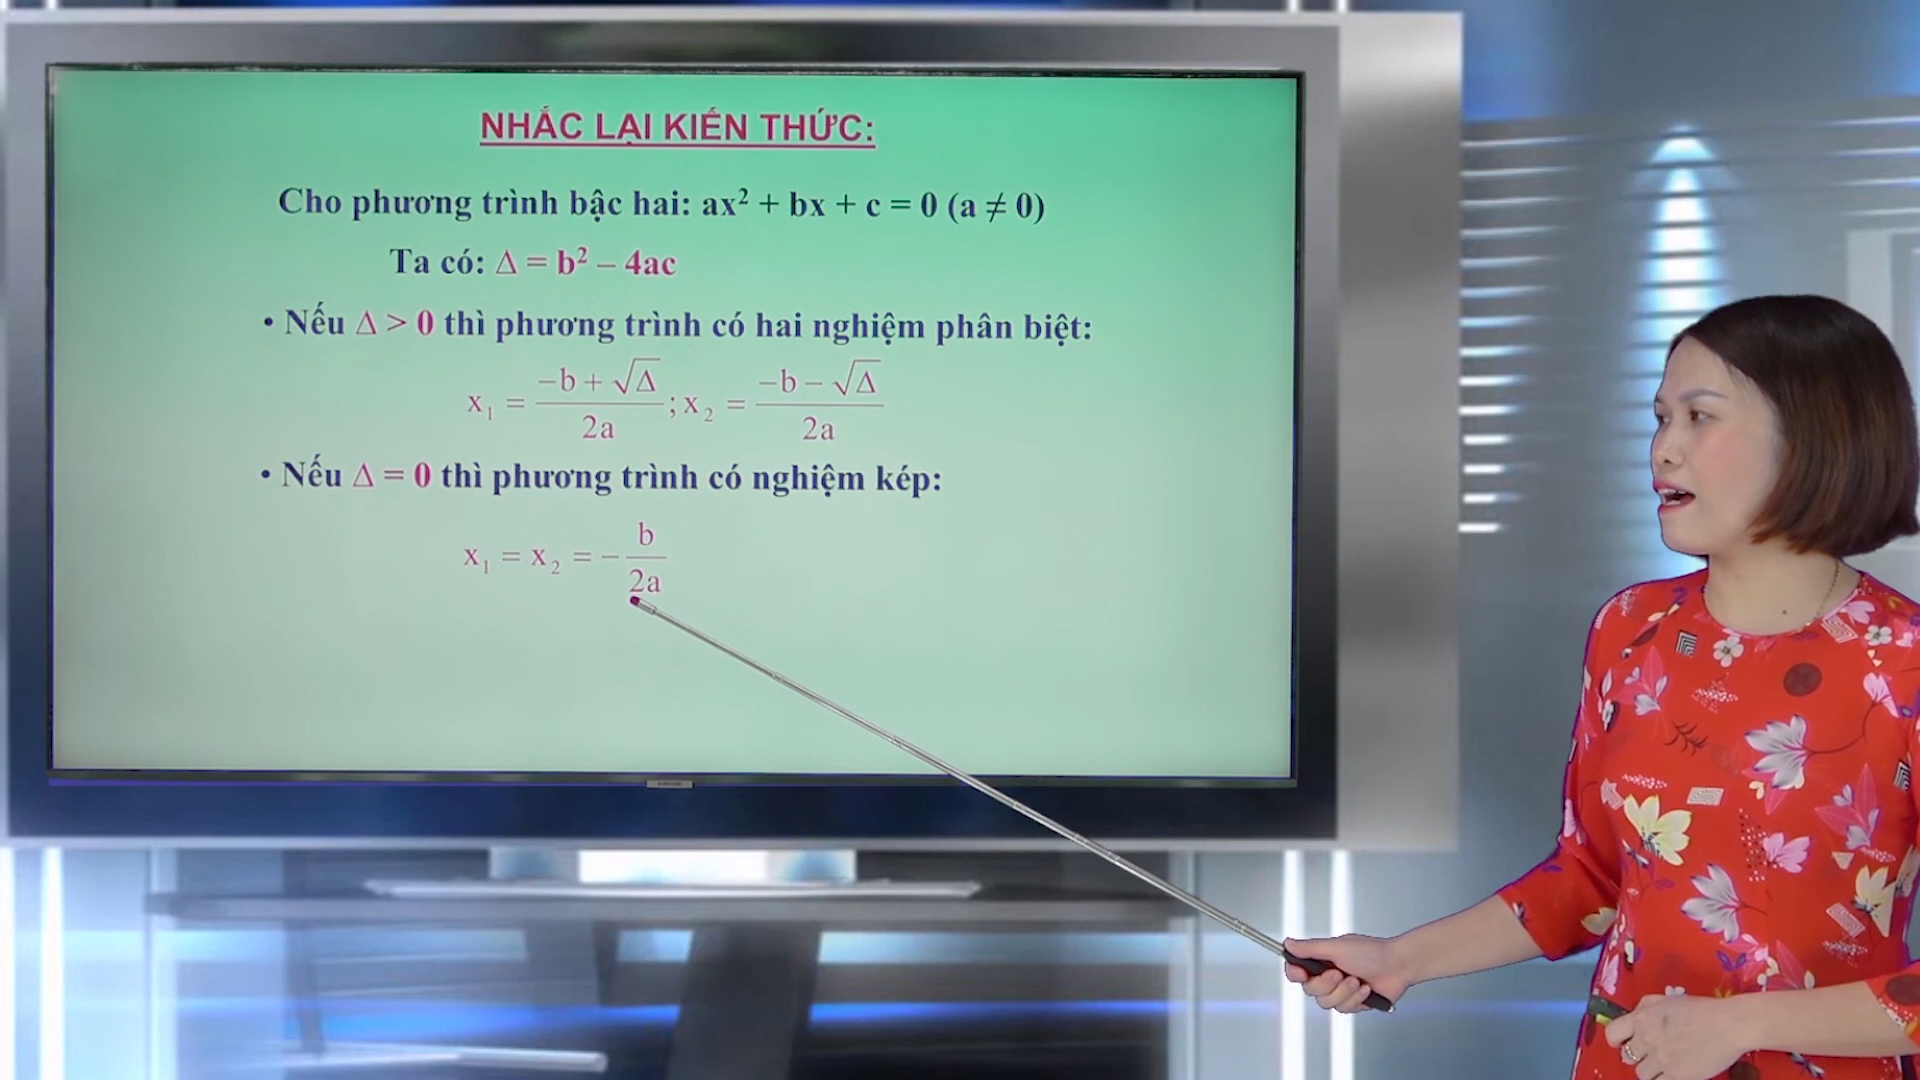 NHẮC LẠI KIẾN THỨC:
Cho phương trình bậc hai: ax² + bx + c = 0 (a ≠ 0)
Ta có: Δ = b² – 4ac
• Nếu Δ > 0 thì phương trình có hai nghiệm phân biệt:
x₁ = (−b + √Δ)/2a ; x₂ = (−b − √Δ)/2a
• Nếu Δ = 0 thì phương trình có nghiệm kép:
x₁ = x₂ = −b/2a